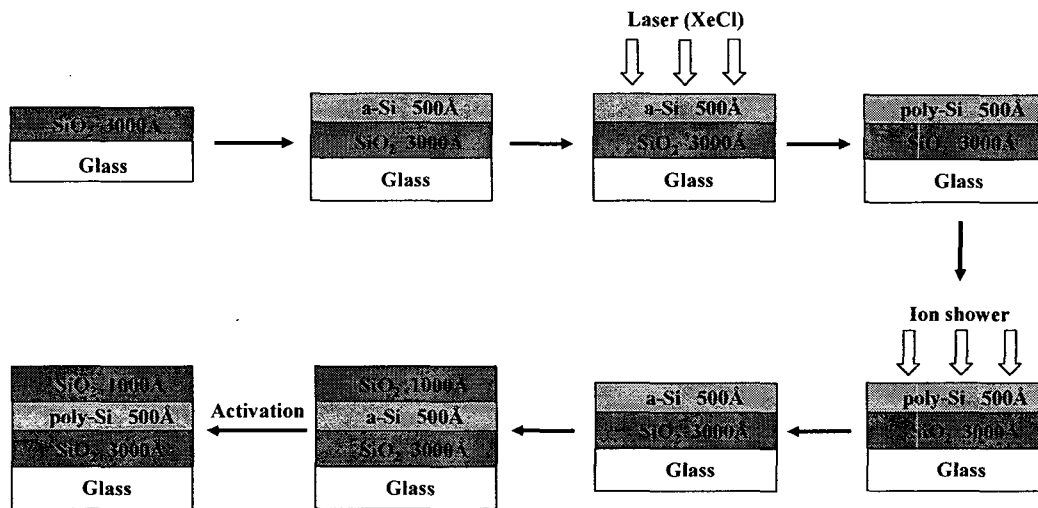 Laser (XeCl)
SiO₂ 3000Å
Glass
a-Si 500Å
SiO₂ 3000Å
Glass
a-Si 500Å
SiO₂ 3000Å
Glass
poly-Si 500Å
SiO₂ 3000Å
Glass
Ion shower
poly-Si 500Å
SiO₂ 3000Å
Glass
a-Si 500Å
SiO₂ 3000Å
Glass
SiO₂ 1000Å
a-Si 500Å
SiO₂ 3000Å
Glass
Activation
SiO₂ 1000Å
poly-Si 500Å
SiO₂ 3000Å
Glass